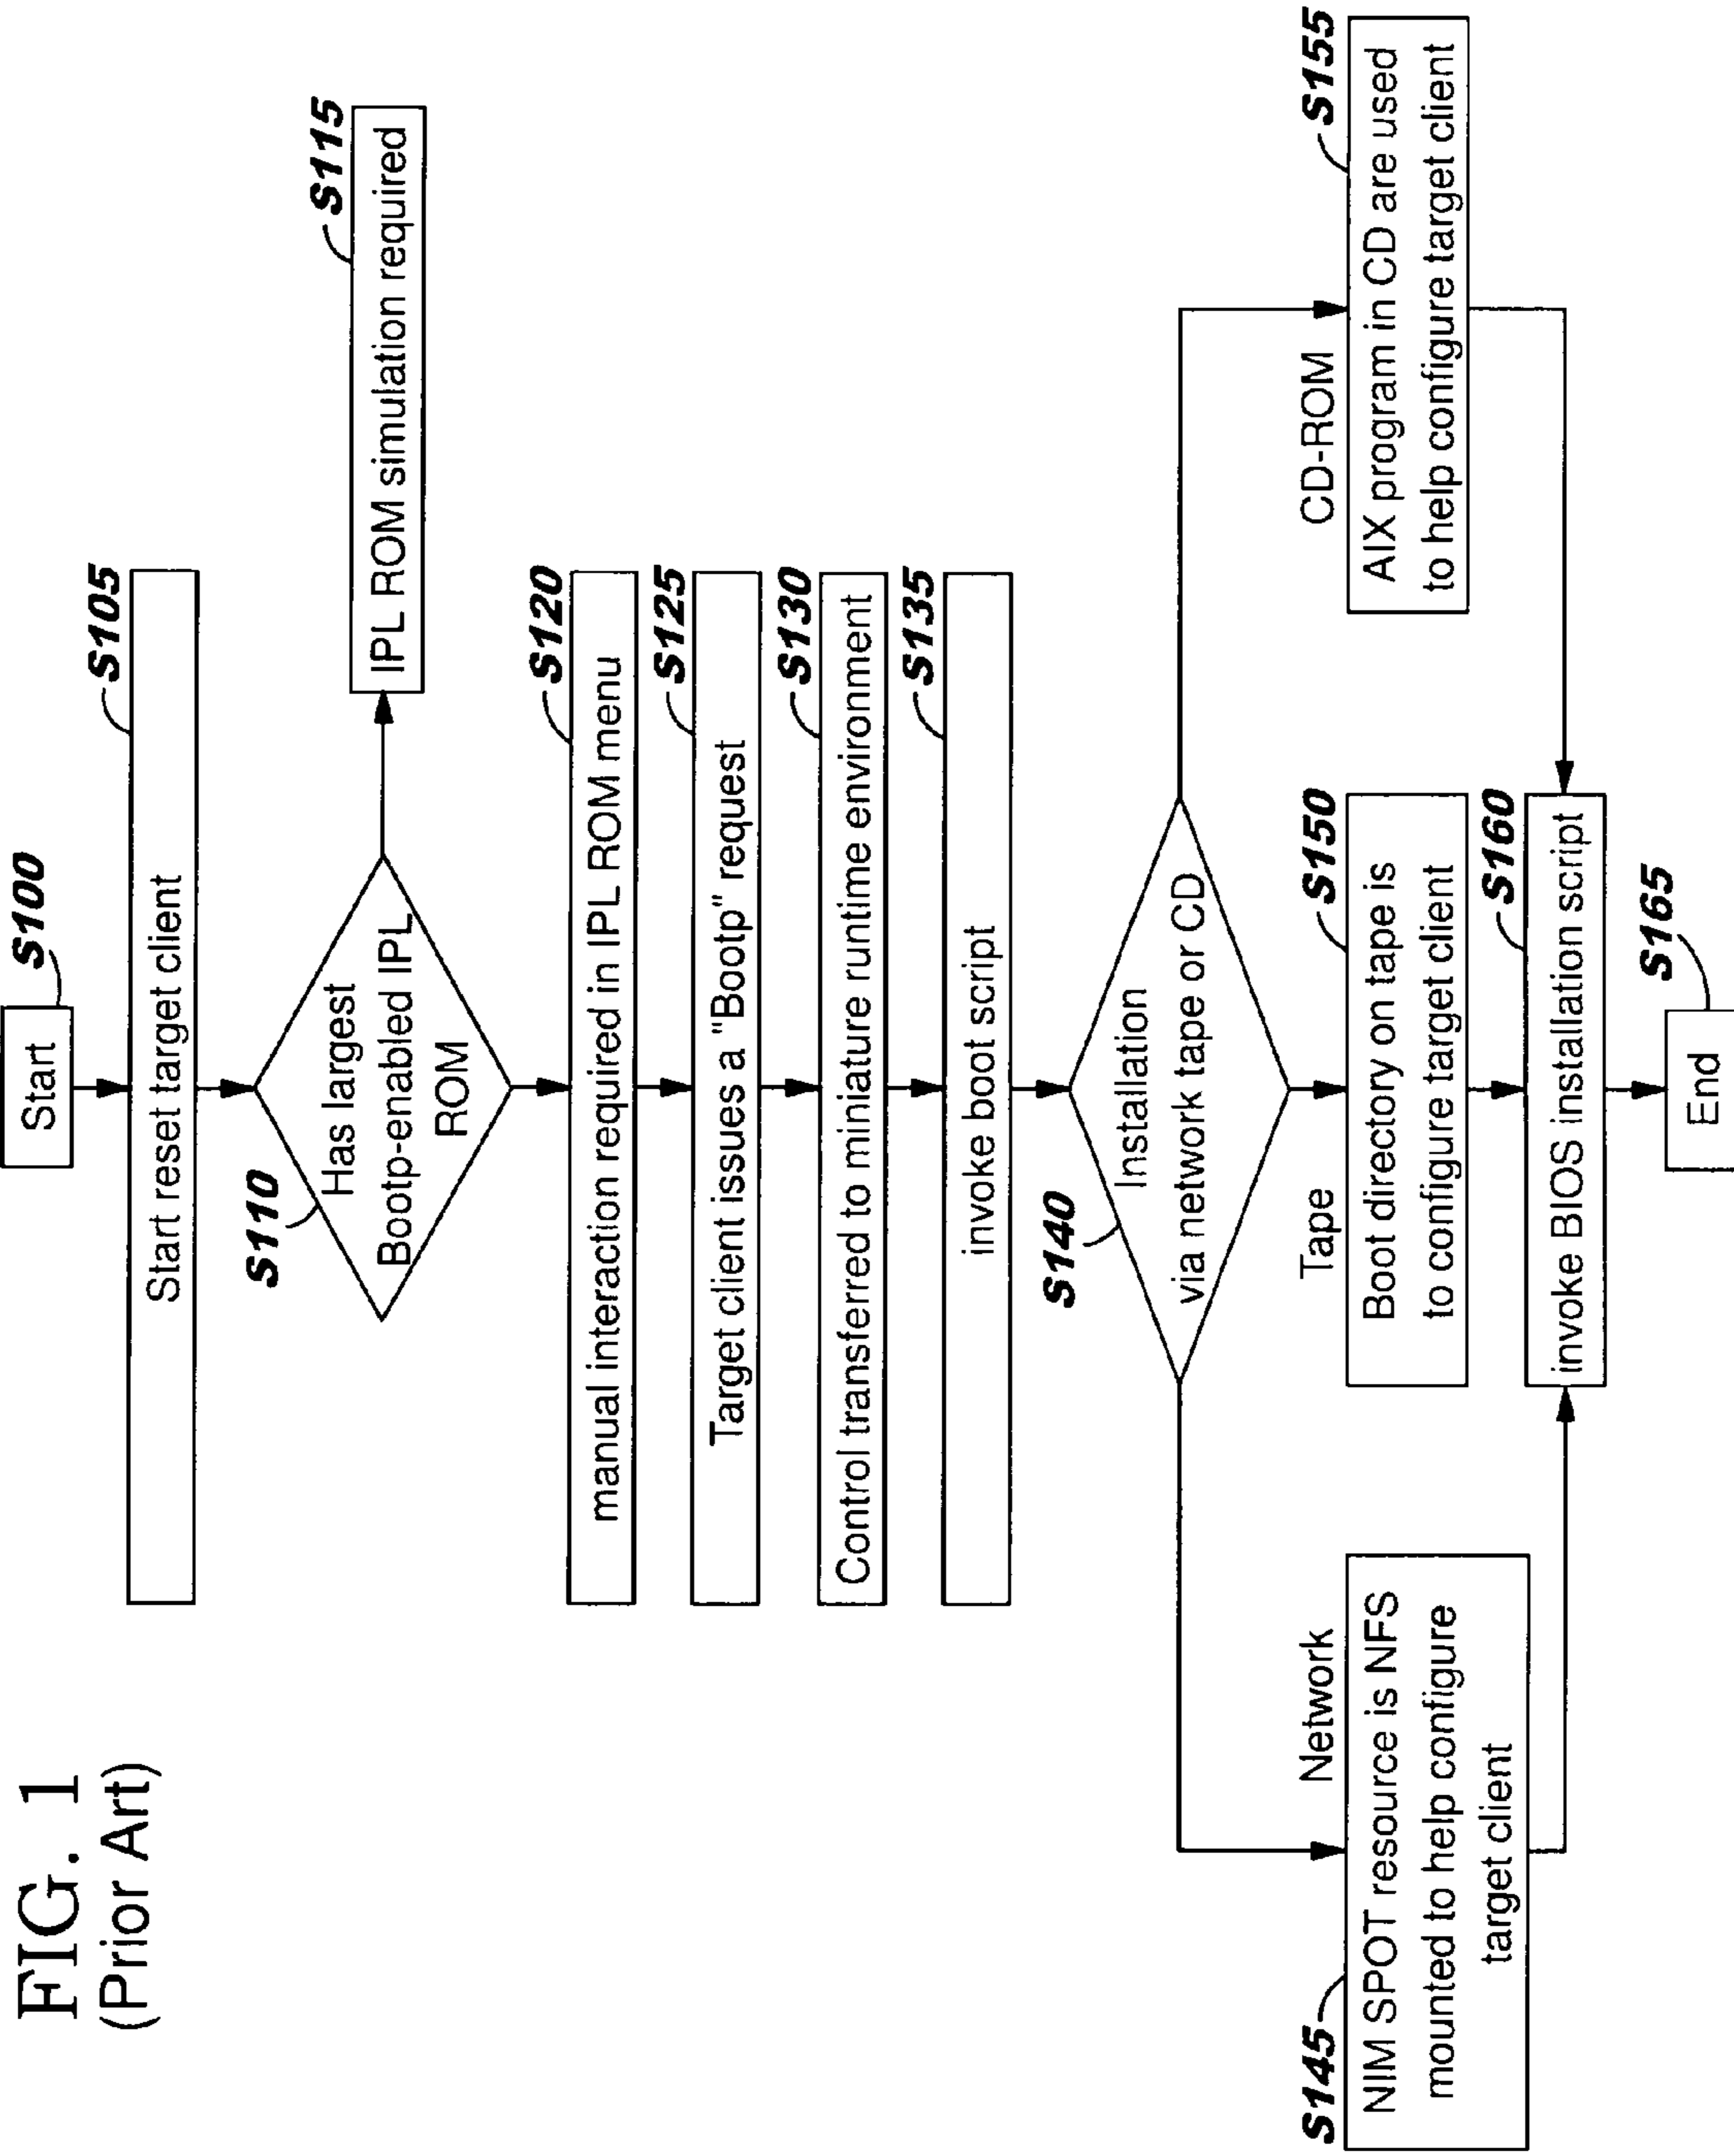 FIG. 1
(Prior Art)
Start
S100
S105
Start reset target client
S110
Has largest
Bootp-enabled IPL
ROM
S115
IPL ROM simulation required
S120
manual interaction required in IPL ROM menu
S125
Target client issues a "Bootp" request
S130
Control transferred to miniature runtime environment
S135
invoke boot script
S140
Installation
via network tape or CD
Network
S145
NIM SPOT resource is NFS
mounted to help configure
target client
Tape
S150
Boot directory on tape is
to configure target client
CD-ROM
S155
AIX program in CD are used
to help configure target client
S160
invoke BIOS installation script
S165
End